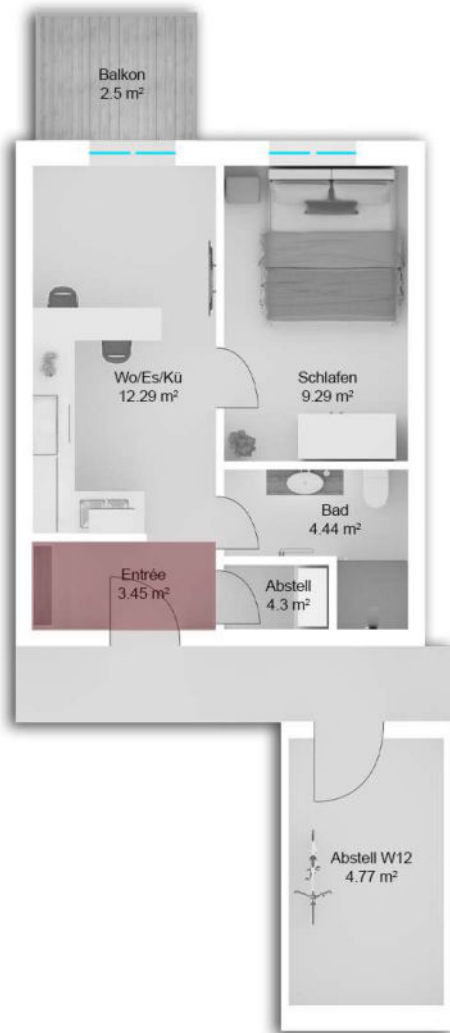 Balkon
2.5 m²
Wo/Es/Kü
12.29 m²
Schlafen
9.29 m²
Bad
4.44 m²
Entrée
3.45 m²
Abstell
4.3 m²
Abstell W12
4.77 m²